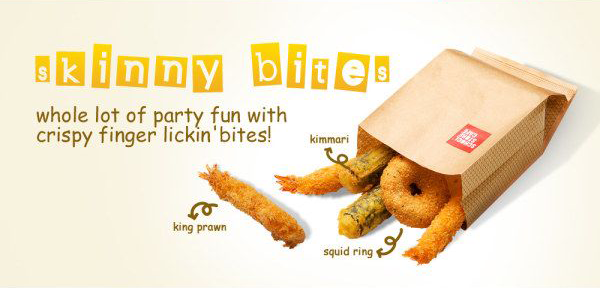 skinny bites
whole lot of party fun with
crispy finger lickin'bites!
kimmari
king prawn
squid ring